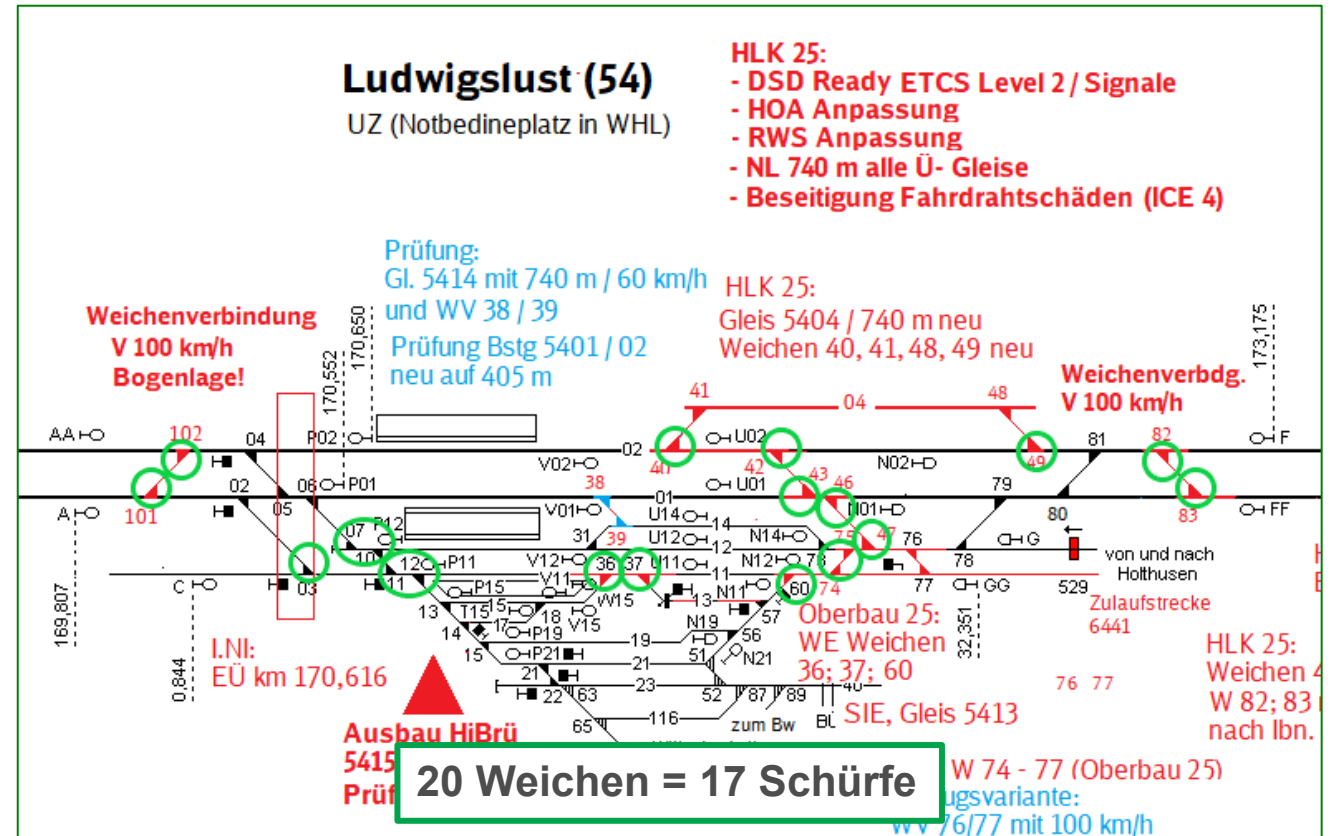 Ludwigslust (54)
UZ (Notbedineplatz in WHL)
HLK 25:
- DSD Ready ETCS Level 2 / Signale
- HOA Anpassung
- RWS Anpassung
- NL 740 m alle Ü- Gleise
- Beseitigung Fahrdrahtschäden (ICE 4)
Prüfung:
Gl. 5414 mit 740 m / 60 km/h
und WV 38 / 39
Prüfung Bstg 5401 / 02
neu auf 405 m
HLK 25:
Gleis 5404 / 740 m neu
Weichen 40, 41, 48, 49 neu
Weichenverbindung
V 100 km/h
Bogenlage!
Weichenverbdg.
V 100 km/h
170,552
170,650
173,175
41
04
48
AA
102
04
P02
02
U02
81
82
F
40
42
V02
N02
49
02
06
P01
38
01
U01
43
46
79
A
101
05
V01
U14
N01
80
83
FF
07
P12
31
39
14
U12
N14
47
10
12
75
76
G
78
von und nach
Holthusen
12
P11
V12
36
37
U11
N12
73
C
03
11
V11
11
60
74
77
GG
529
P15
W15
N11
Zulaufstrecke
6441
13
T15
15
18
V15
13
57
14
17
P19
19
N19
56
15
P21
21
51
N21
21
22
63
23
52
87
89
40
65
116
zum Bw
169,807
0,844
32,351
I.NI:
EÜ km 170,616
Oberbau 25:
WE Weichen
36; 37; 60
SIE, Gleis 5413
76 77
HLK 25:
Weichen 4
W 82; 83
nach Ibn.
Ausbau HiBrü
5415
Prüf
20 Weichen = 17 Schürfe
W 74 - 77 (Oberbau 25)
ugsvariante:
WV 76/77 mit 100 km/h